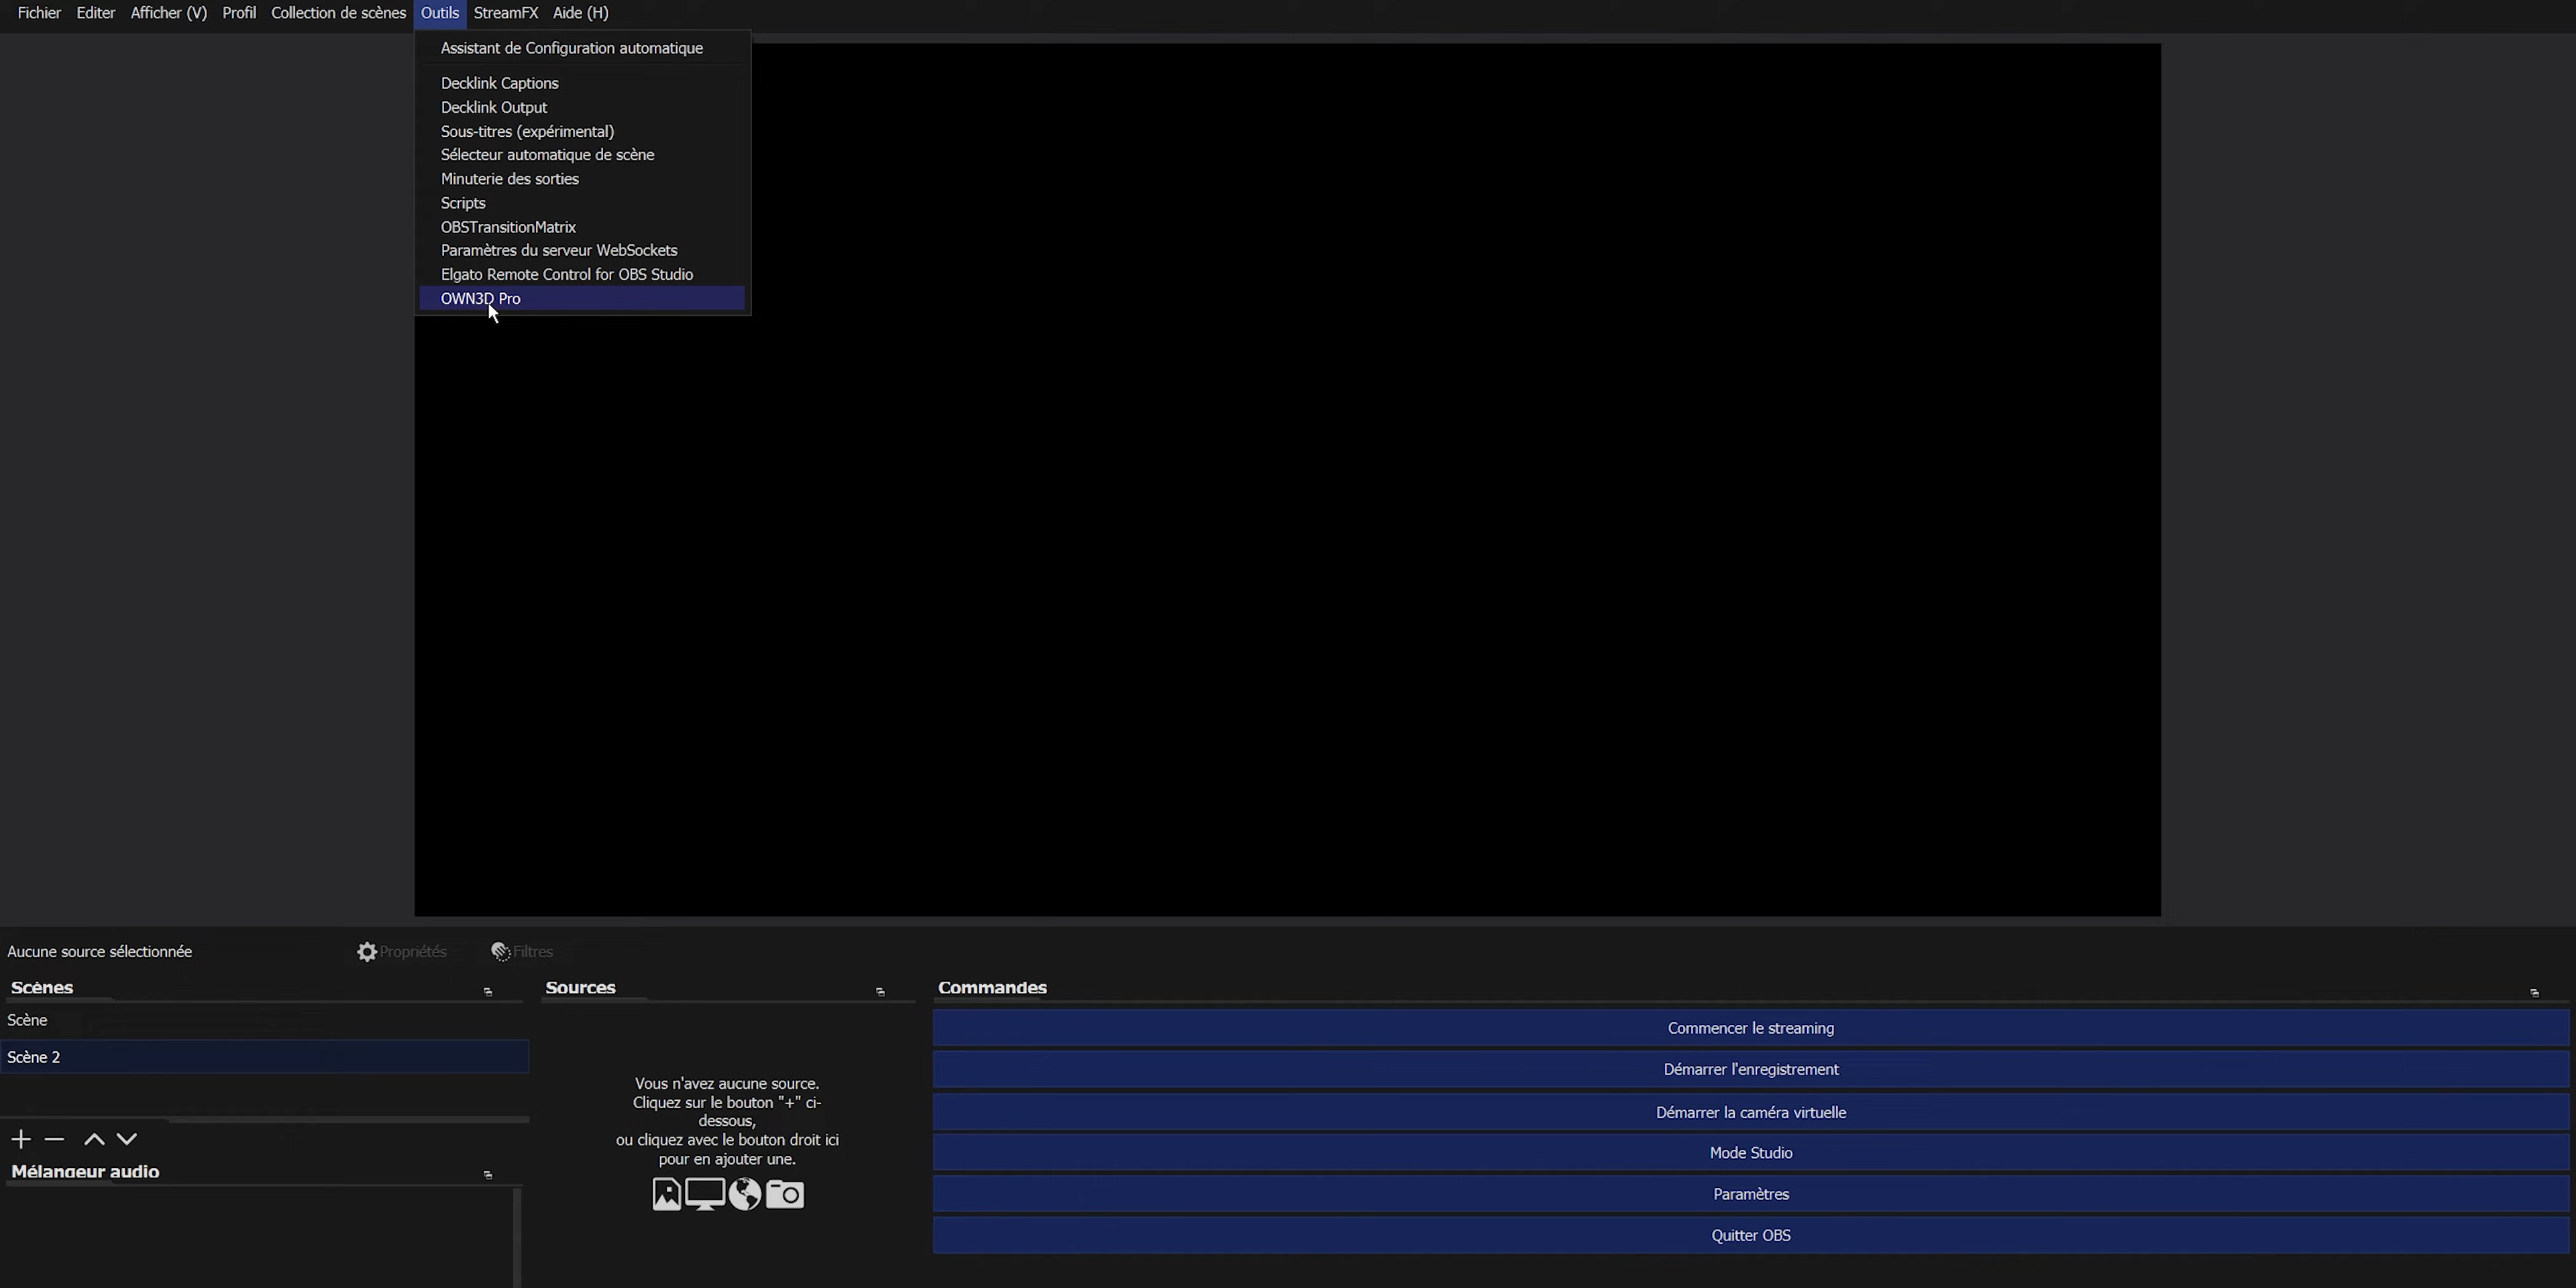 Fichier Editer Afficher (V) Profil Collection de scènes Outils StreamFX Aide (H)
Assistant de Configuration automatique
Decklink Captions
Decklink Output
Sous-titres (expérimental)
Sélecteur automatique de scène
Minuterie des sorties
Scripts
OBSTransitionMatrix
Paramètres du serveur WebSockets
Elgato Remote Control for OBS Studio
OWN3D Pro
Aucune source sélectionnée Propriétés Filtres
Scènes
Scène
Scène 2
Mélangeur audio
Sources
Vous n'avez aucune source.
Cliquez sur le bouton "+" ci-
dessous,
ou cliquez avec le bouton droit ici
pour en ajouter une.
Commandes
Commencer le streaming
Démarrer l'enregistrement
Démarrer la caméra virtuelle
Mode Studio
Paramètres
Quitter OBS